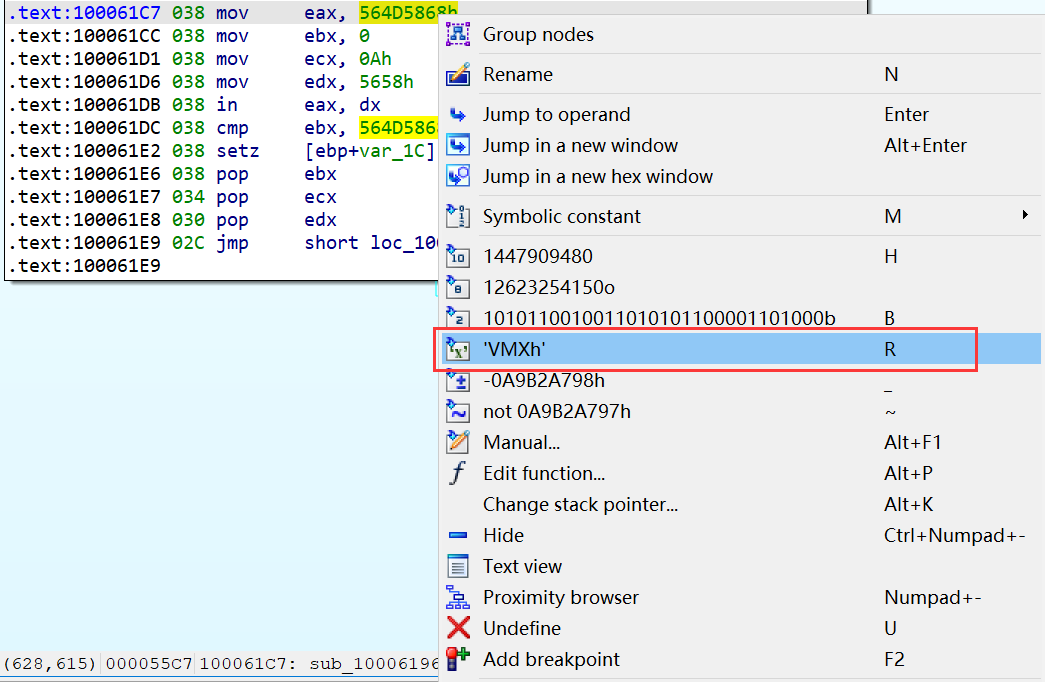 .text:100061C7 038 mov eax, 564D5868h
.text:100061CC 038 mov ebx, 0
.text:100061D1 038 mov ecx, 0Ah
.text:100061D6 038 mov edx, 5658h
.text:100061DB 038 in eax, dx
.text:100061DC 038 cmp ebx, 564D586
.text:100061E2 038 setz [ebp+var_1C]
.text:100061E6 038 pop ebx
.text:100061E7 034 pop ecx
.text:100061E8 030 pop edx
.text:100061E9 02C jmp short loc_100
.text:100061E9
Group nodes
Rename N
Jump to operand Enter
Jump in a new window Alt+Enter
Jump in a new hex window
Symbolic constant M
1447909480 H
12623254150o
1010110010011010101100001101000b B
'VMXh' R
-0A9B2A798h _
not 0A9B2A797h ~
Manual... Alt+F1
Edit function... Alt+P
Change stack pointer... Alt+K
Hide Ctrl+Numpad+-
Text view
Proximity browser Numpad+-
Undefine U
Add breakpoint F2
(628,615) 000055C7 100061C7: sub_10006196